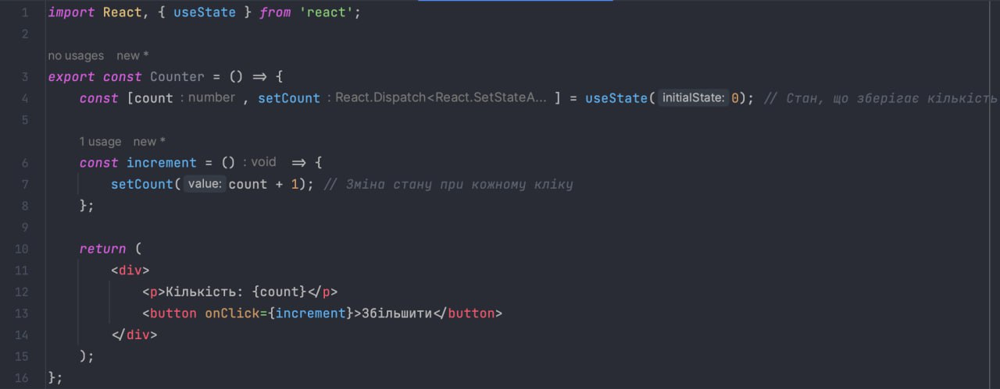 1 import React, { useState } from 'react';
2
no usages new *
3 export const Counter = () => {
4 const [count : number , setCount : React.Dispatch<React.SetStateA... ] = useState( initialState: 0); // Стан, що зберігає кількість
5
1 usage new *
6 const increment = () : void => {
7 setCount( value: count + 1); // Зміна стану при кожному кліку
8 };
9
10 return (
11 <div>
12 <p>Кількість: {count}</p>
13 <button onClick={increment}>Збільшити</button>
14 </div>
15 );
16 };